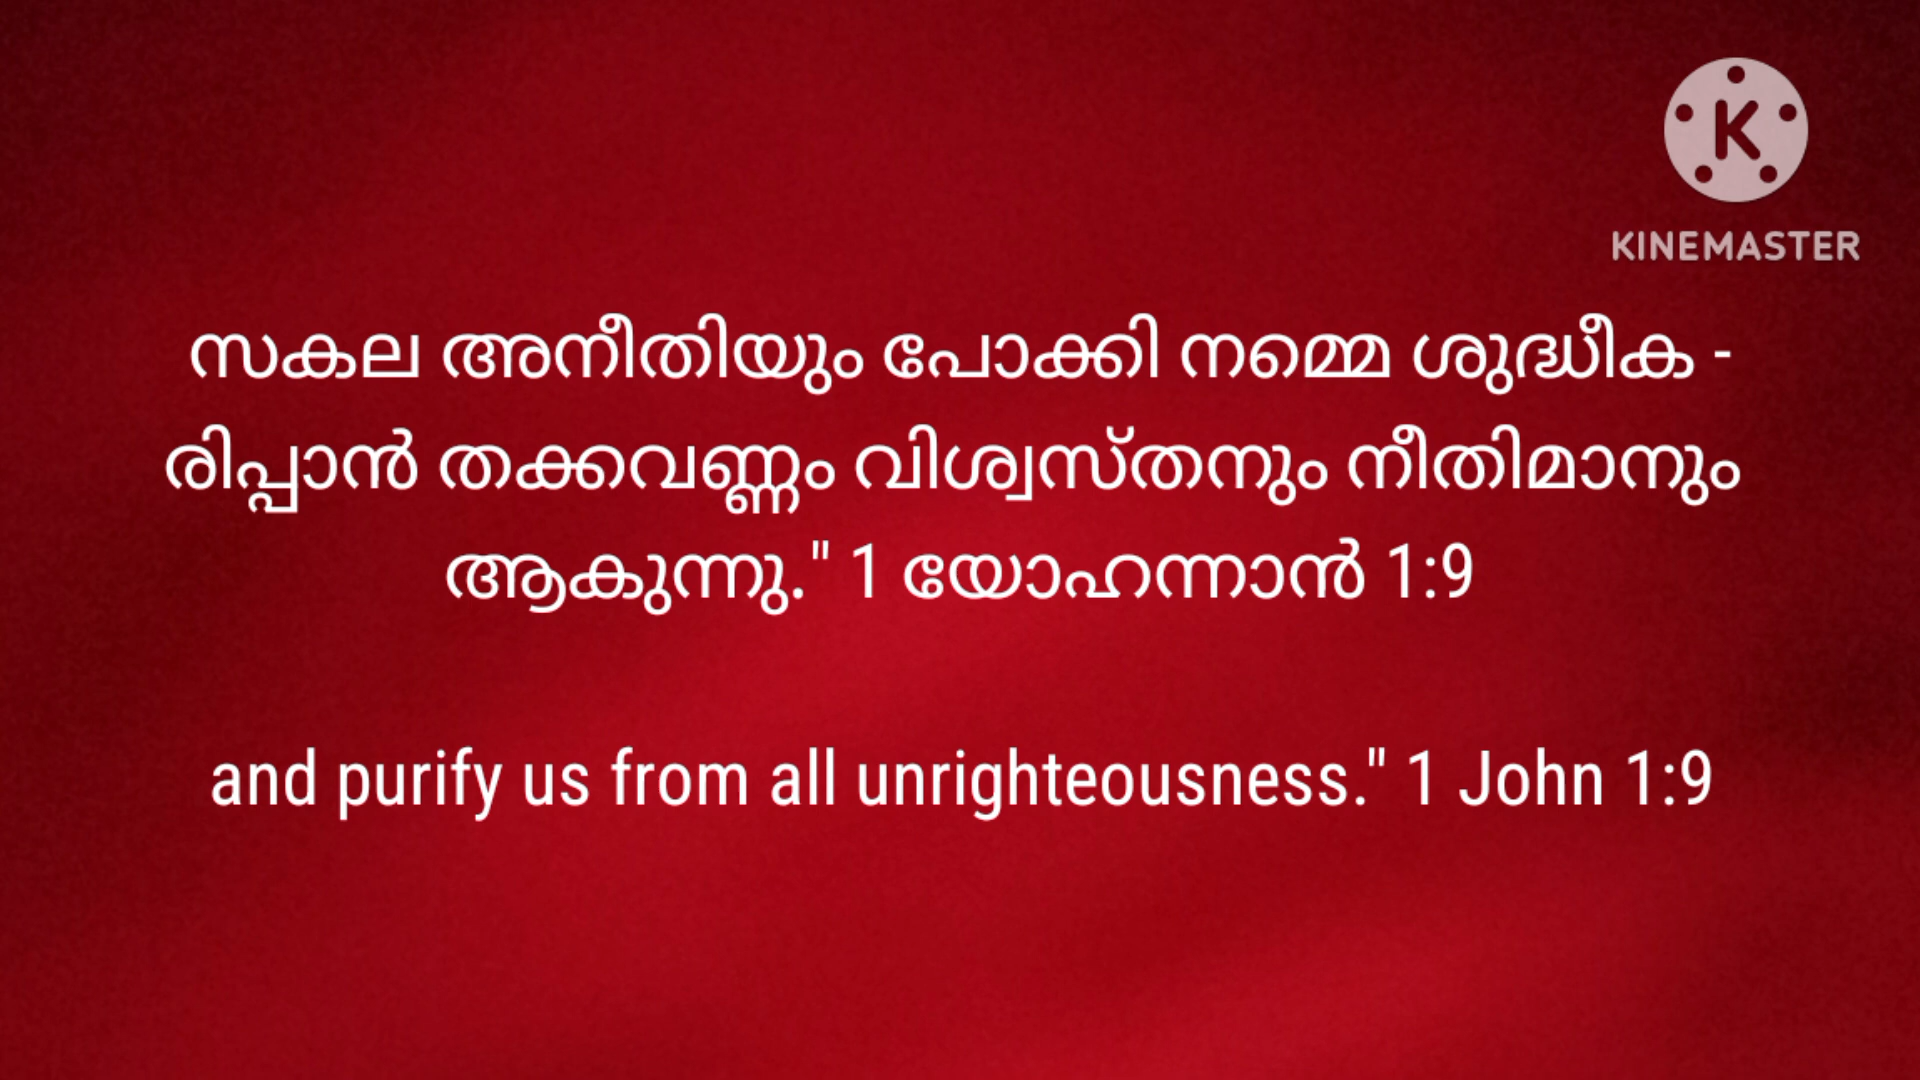 K
KINEMASTER
സകല അനീതിയും പോക്കി നമ്മെ ശുദ്ധീക -
രിപ്പാൻ തക്കവണ്ണം വിശ്വസ്തനും നീതിമാനും
ആകുന്നു." 1 യോഹന്നാൻ 1:9
and purify us from all unrighteousness." 1 John 1:9